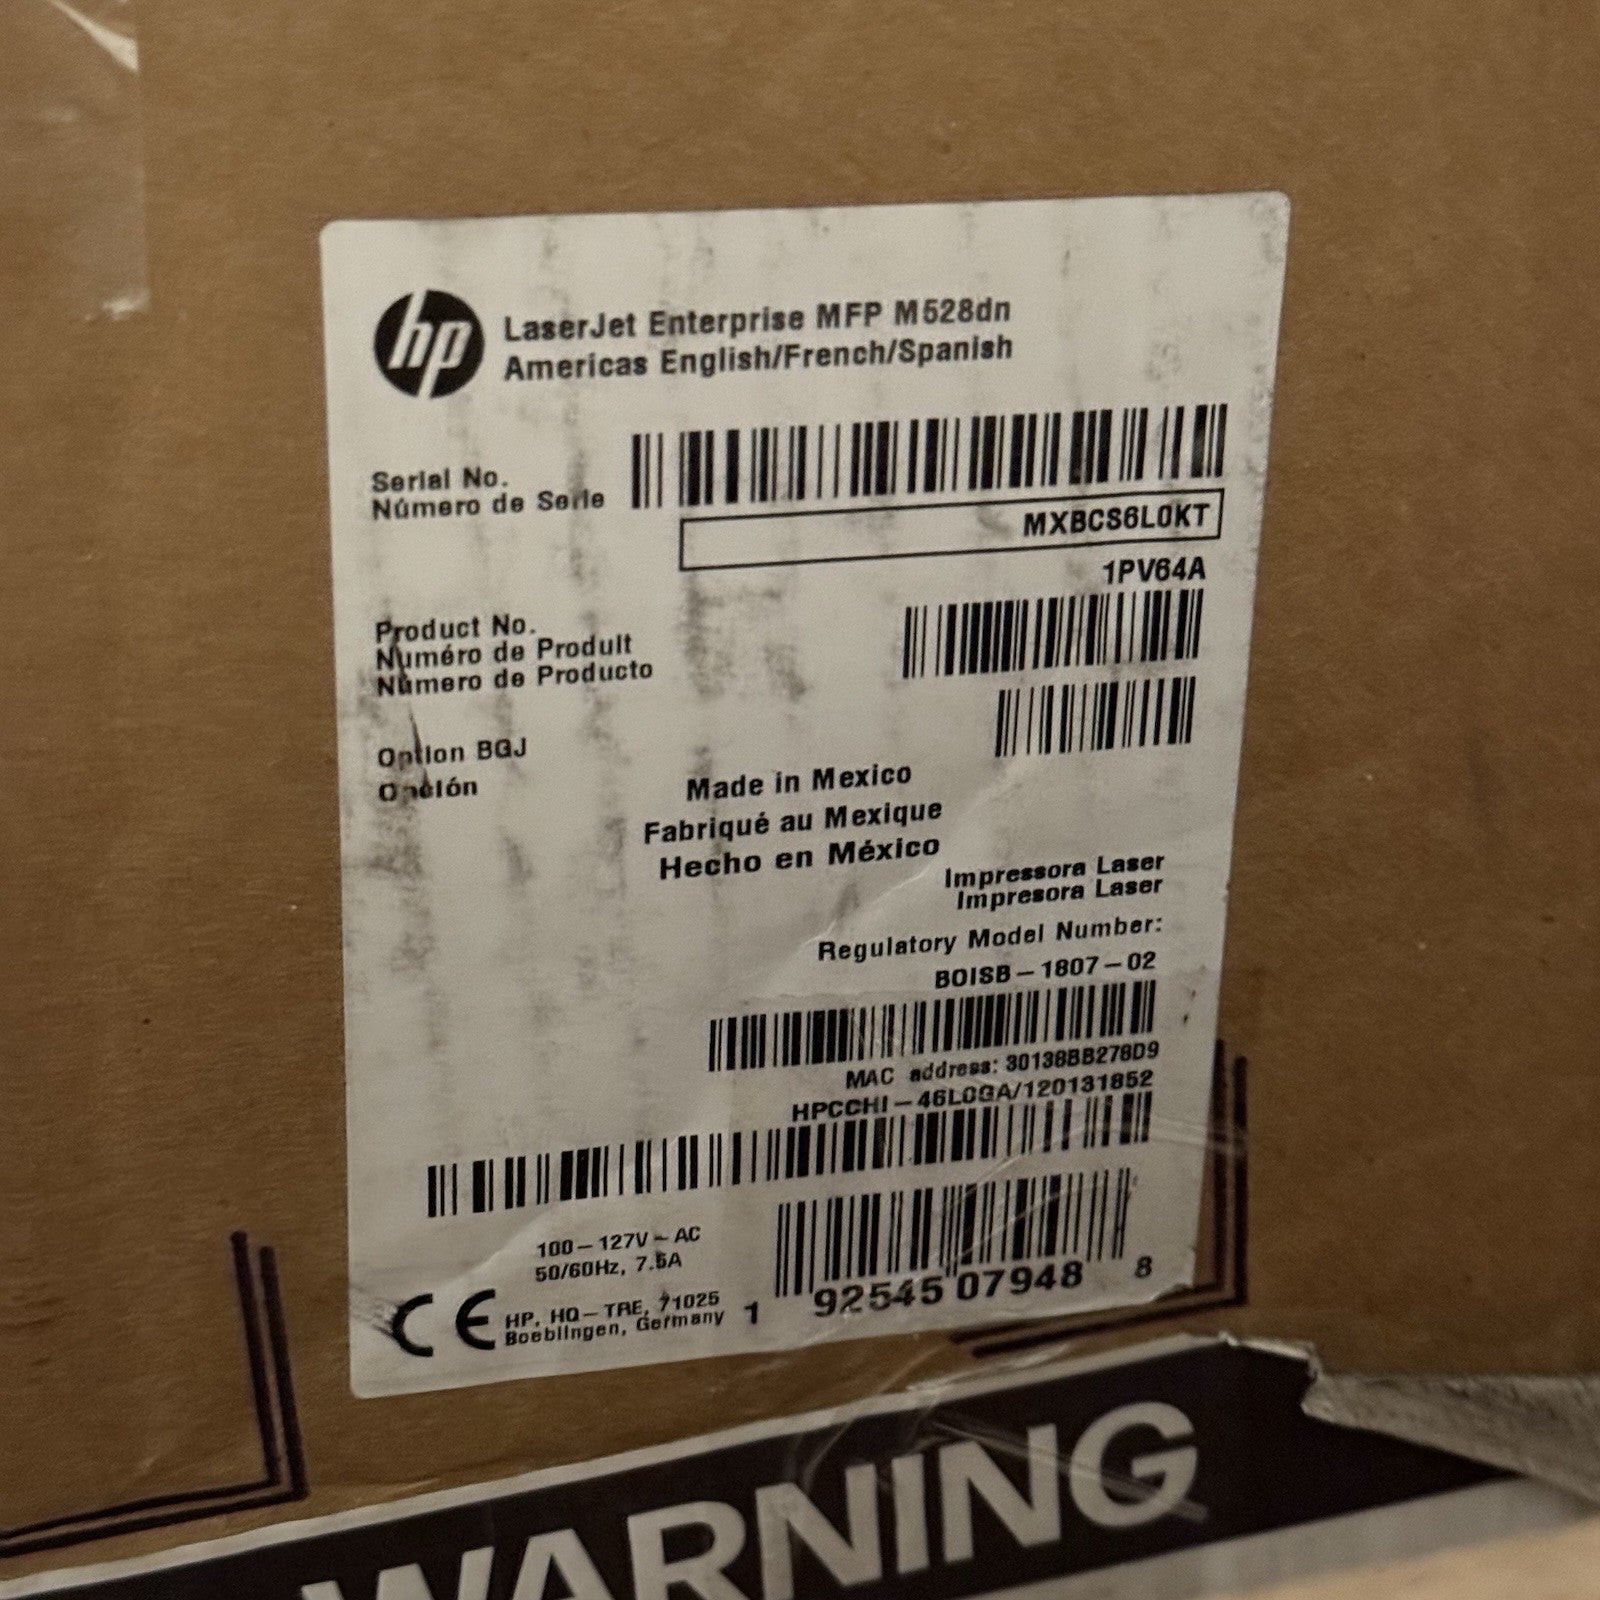 hp
LaserJet Enterprise MFP M528dn
Americas English/French/Spanish
Serial No.
Número de Serie
MXBCS6L0KT
1PV64A
Product No.
Numéro de Produit
Número de Producto
Option BGJ
Opción
Made in Mexico
Fabriqué au Mexique
Hecho en México
Impressora Laser
Impresora Laser
Regulatory Model Number:
BOISB-1807-02
MAC address: 30138BB278D9
HPCCHI-46L0GA/120131852
100-127V~AC
50/60Hz, 7.5A
CE
HP, HQ-TRE, 71025
Boeblingen, Germany
1 92545 07948 8
WARNING